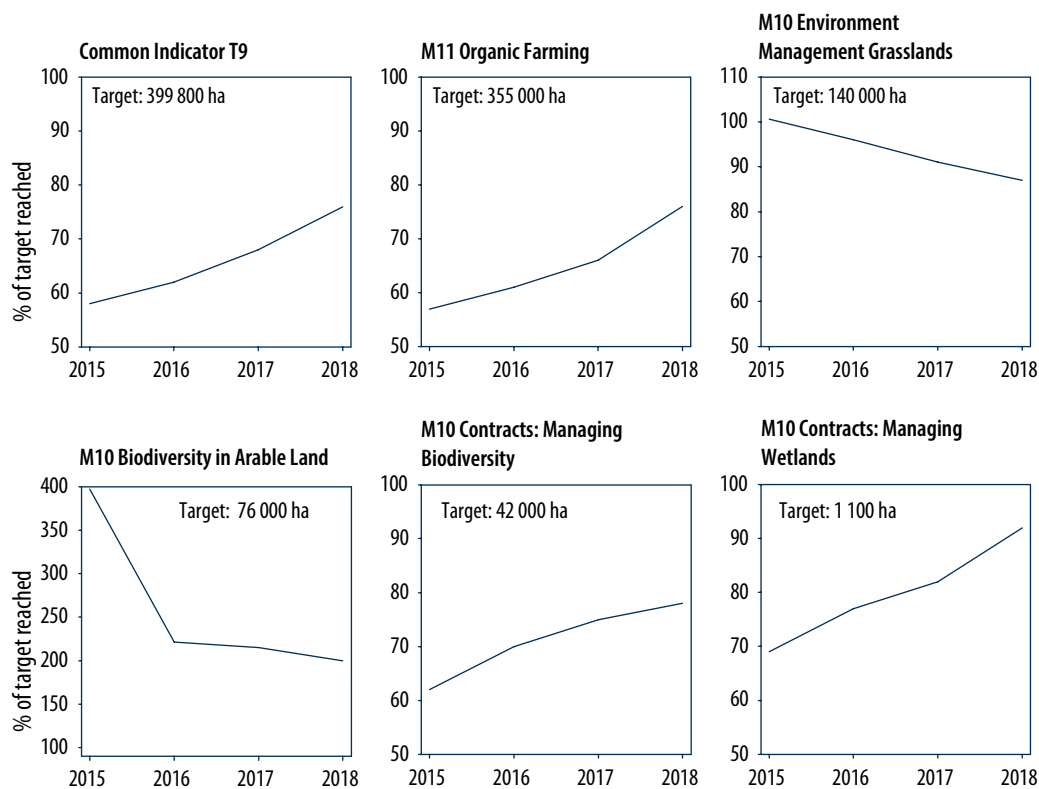 Common Indicator T9
% of target reached
100
90
80
70
60
50
Target: 399 800 ha
2015 2016 2017 2018
M11 Organic Farming
100
90
80
70
60
50
Target: 355 000 ha
2015 2016 2017 2018
M10 Environment
Management Grasslands
110
100
90
80
70
60
50
Target: 140 000 ha
2015 2016 2017 2018
M10 Biodiversity in Arable Land
% of target reached
400
350
300
250
200
150
100
Target: 76 000 ha
2015 2016 2017 2018
M10 Contracts: Managing
Biodiversity
100
90
80
70
60
50
Target: 42 000 ha
2015 2016 2017 2018
M10 Contracts: Managing
Wetlands
100
90
80
70
60
50
Target: 1 100 ha
2015 2016 2017 2018